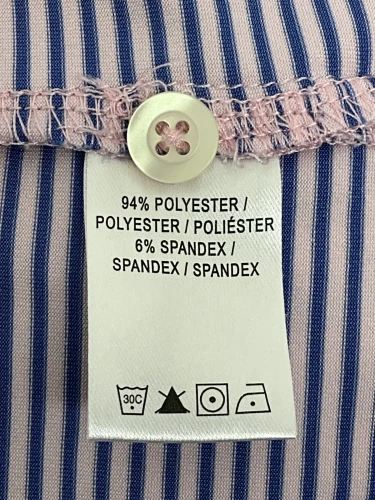 94% POLYESTER /
POLYESTER / POLIÉSTER
6% SPANDEX /
SPANDEX / SPANDEX
30C